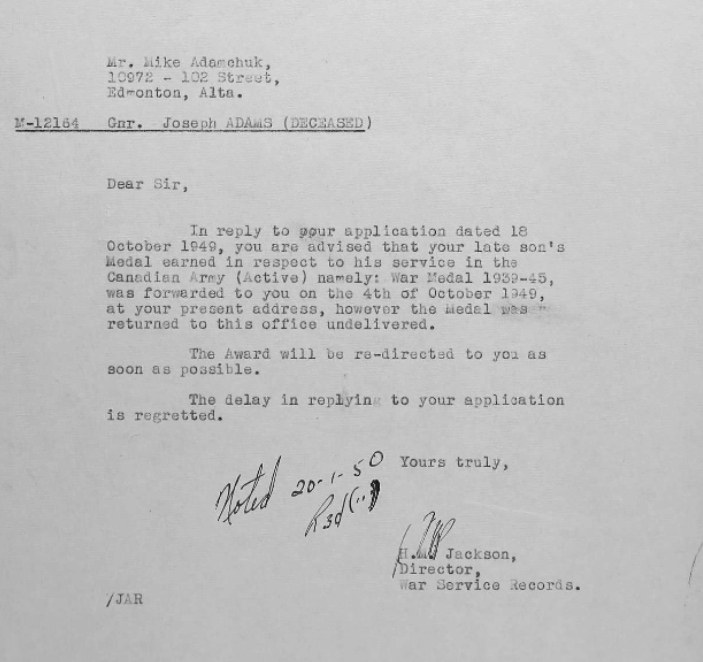 Mr. Mike Adamchuk,
10972 - 102 Street,
Edmonton, Alta.
M-12164 Gnr. Joseph ADAMS (DECEASED)
Dear Sir,
In reply to your application dated 18
October 1949, you are advised that your late son's
Medal earned in respect to his service in the
Canadian Army (Active) namely: War Medal 1939-45,
was forwarded to you on the 4th of October 1949,
at your present address, however the Medal was
returned to this office undelivered.
The Award will be re-directed to you as
soon as possible.
The delay in replying to your application
is regretted.
Yours truly,
Noted 20-1-50
Jackson,
Director,
War Service Records.
/JAR